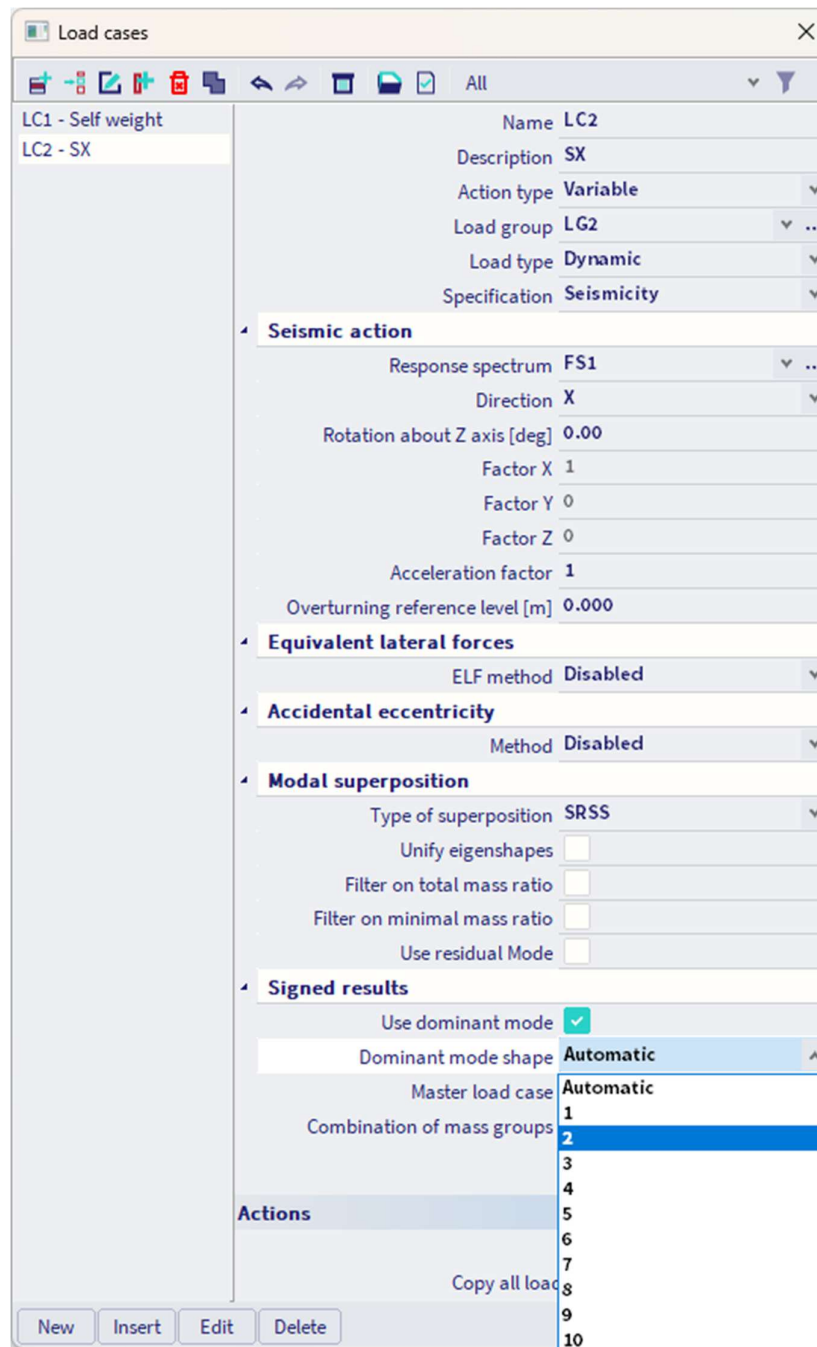 Load cases
All
LC1 - Self weight
LC2 - SX
Name LC2
Description SX
Action type Variable
Load group LG2 ..
Load type Dynamic
Specification Seismicity
Seismic action
Response spectrum FS1 ..
Direction X
Rotation about Z axis [deg] 0.00
Factor X 1
Factor Y 0
Factor Z 0
Acceleration factor 1
Overturning reference level [m] 0.000
Equivalent lateral forces
ELF method Disabled
Accidental eccentricity
Method Disabled
Modal superposition
Type of superposition SRSS
Unify eigenshapes
Filter on total mass ratio
Filter on minimal mass ratio
Use residual Mode
Signed results
Use dominant mode
Dominant mode shape Automatic
Master load case Automatic
1
Combination of mass groups 2
3
4
Actions 5
6
7
Copy all load 8
9
10
New Insert Edit Delete